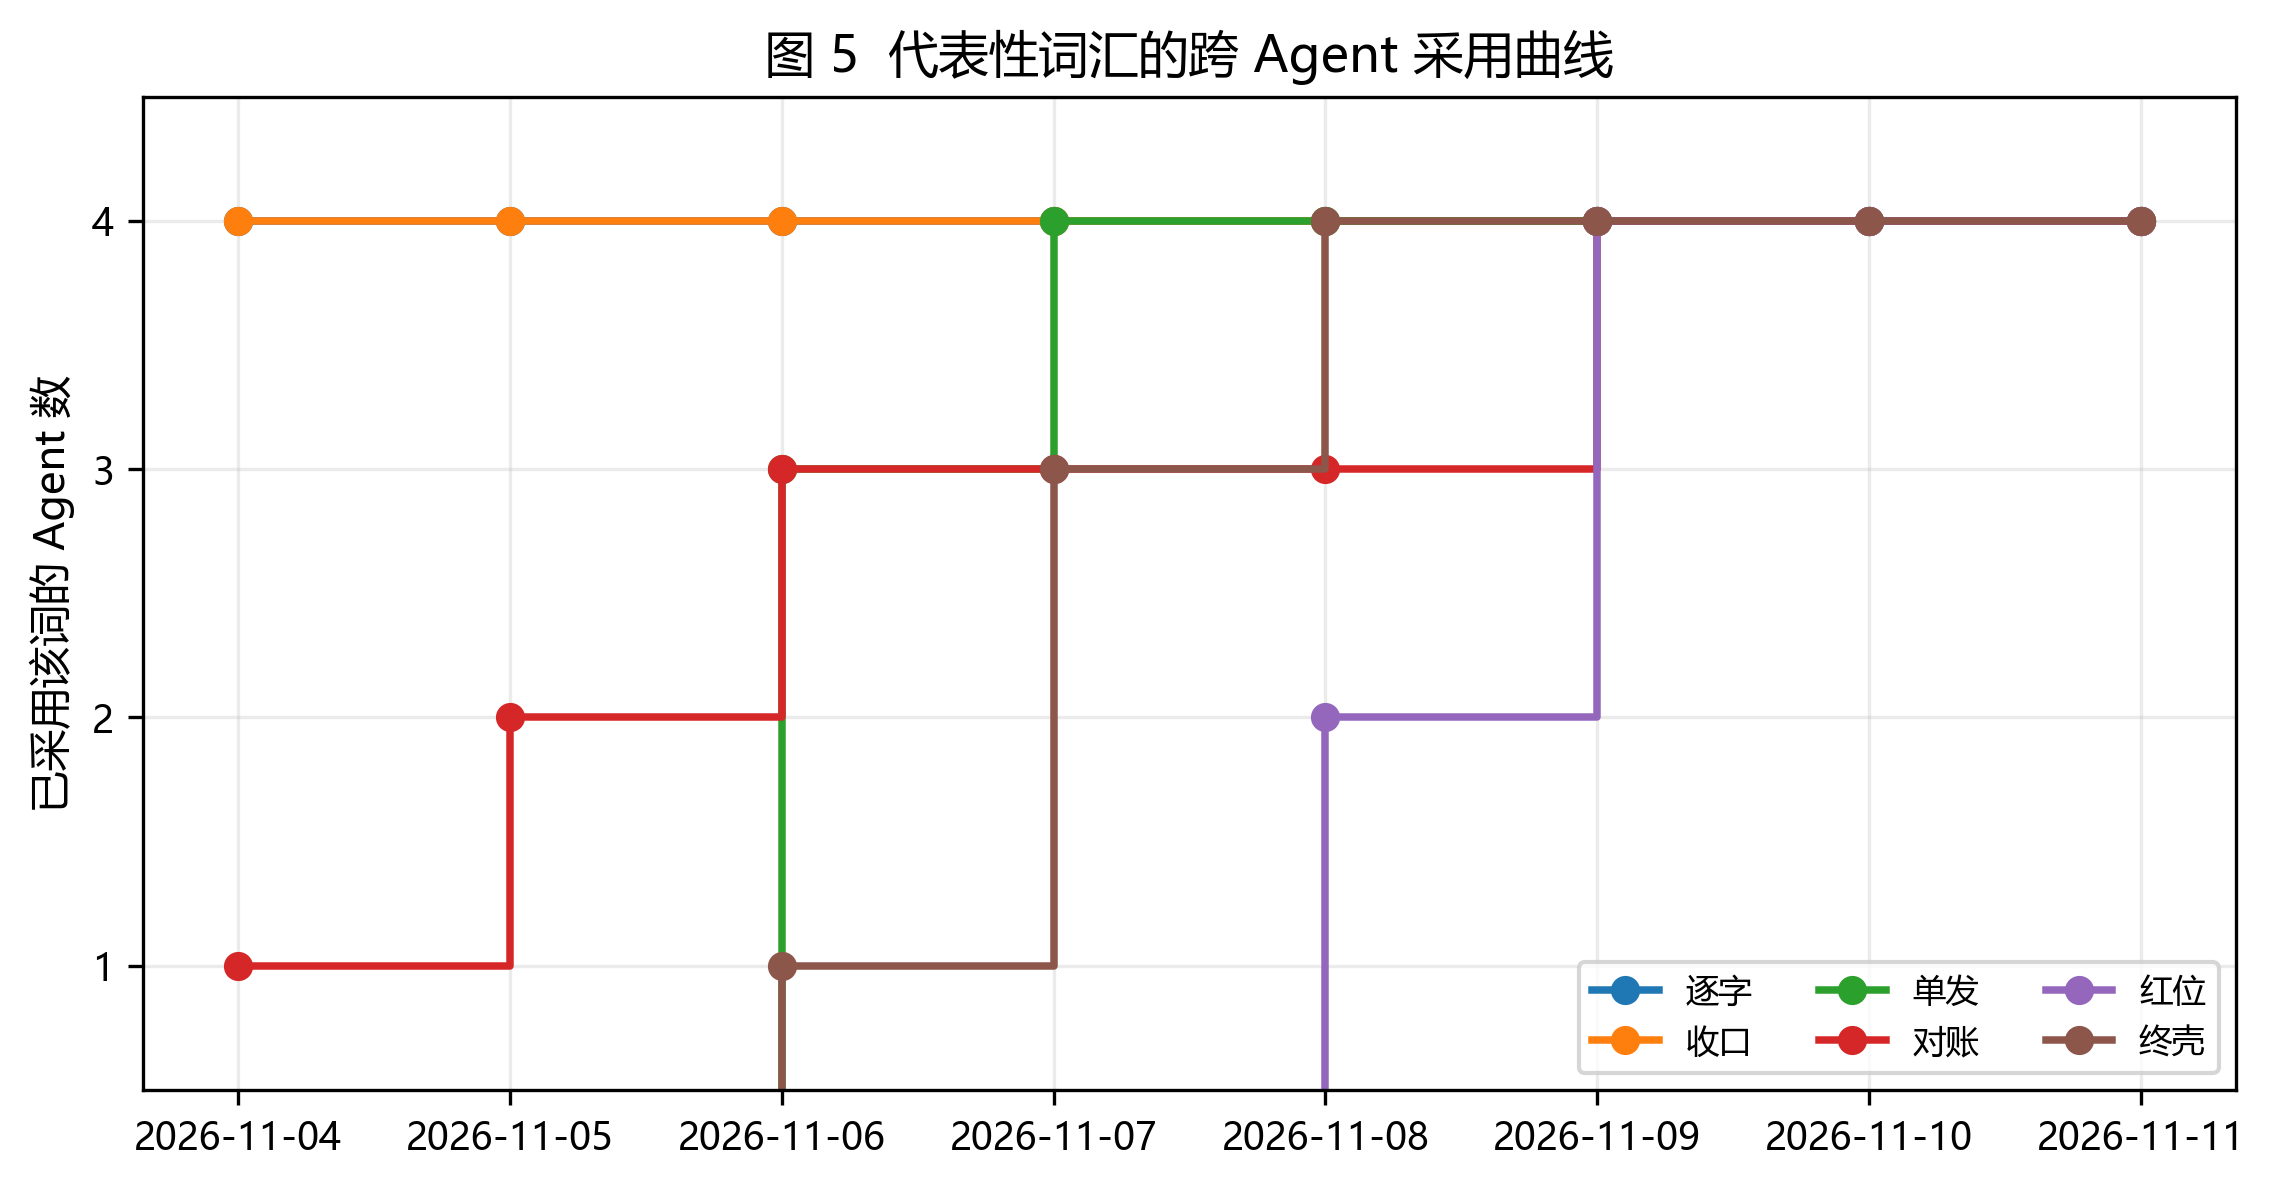 图 5  代表性词汇的跨 Agent 采用曲线
已采用该词的 Agent 数
4
3
2
1
逐字
单发
红位
收口
对账
终壳
2026-11-04
2026-11-05
2026-11-06
2026-11-07
2026-11-08
2026-11-09
2026-11-10
2026-11-11